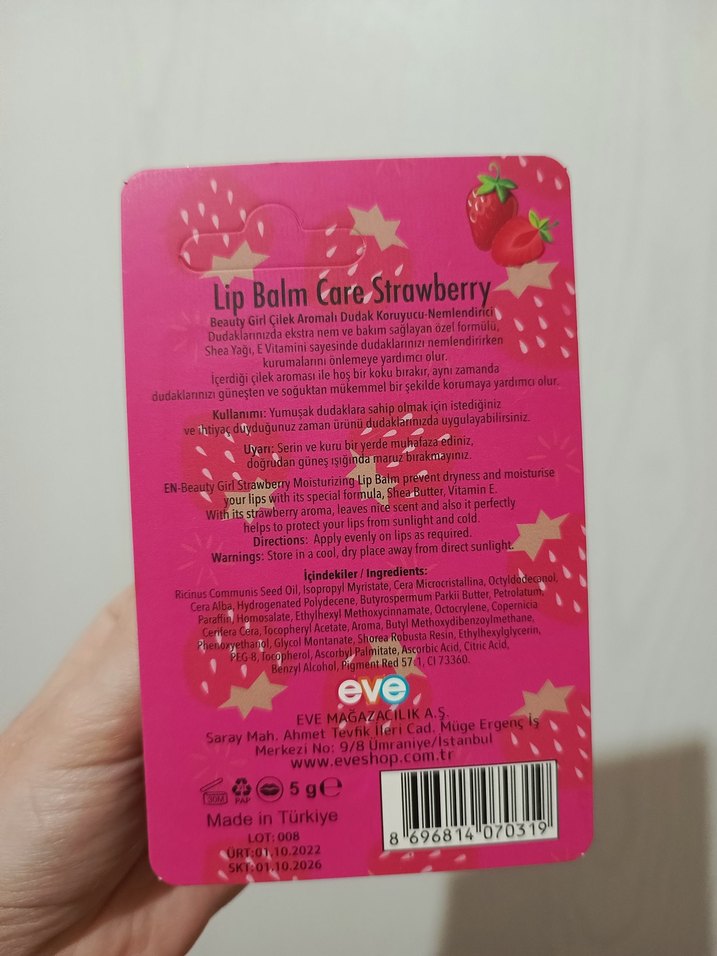 Lip Balm Care Strawberry
Beauty Girl Çilek Aromalı Dudak Koruyucu-Nemlendirici
Dudaklarınızda ekstra nem ve bakım sağlayan özel formülü,
Shea Yağı, E Vitamini sayesinde dudaklarınızı nemlendirirken
kurumalarını önlemeye yardımcı olur.
İçerdiği çilek aroması ile hoş bir koku bırakır, aynı zamanda
dudaklarınızı güneşten ve soğuktan mükemmel bir şekilde korumaya yardımcı olur.
Kullanımı: Yumuşak dudaklara sahip olmak için istediğiniz
ve ihtiyaç duyduğunuz zaman ürünü dudaklarınızda uygulayabilirsiniz.
Uyarı: Serin ve kuru bir yerde muhafaza ediniz,
doğrudan güneş ışığında maruz bırakmayınız.
EN-Beauty Girl Strawberry Moisturizing Lip Balm prevent dryness and moisturise
your lips with its special formula, Shea Butter, Vitamin E.
With its strawberry aroma, leaves nice scent and also it perfectly
helps to protect your lips from sunlight and cold.
Directions: Apply evenly on lips as required.
Warnings: Store in a cool, dry place away from direct sunlight.
İçindekiler / Ingredients:
Ricinus Communis Seed Oil, Isopropyl Myristate, Cera Microcristallina, Octyldodecanol,
Cera Alba, Hydrogenated Polydecene, Butyrospermum Parkii Butter, Petrolatum,
Paraffin, Homosalate, Ethylhexyl Methoxycinnamate, Octocrylene, Copernicia
Cerifera Cera, Tocopheryl Acetate, Aroma, Butyl Methoxydibenzoylmethane,
Phenoxyethanol, Glycol Montanate, Shorea Robusta Resin, Ethylhexylglycerin,
PEG-8, Tocopherol, Ascorbyl Palmitate, Ascorbic Acid, Citric Acid,
Benzyl Alcohol, Pigment Red 57:1, CI 73360.
eve
EVE MAĞAZACILIK A.Ş.
Saray Mah. Ahmet Tevfik İleri Cad. Müge Ergenç İş
Merkezi No: 9/8 Ümraniye/İstanbul
www.eveshop.com.tr
30M PAP 5 g℮
Made in Türkiye
LOT: 008
ÜRT:01.10.2022
SKT:01.10.2026
8 696814 070319